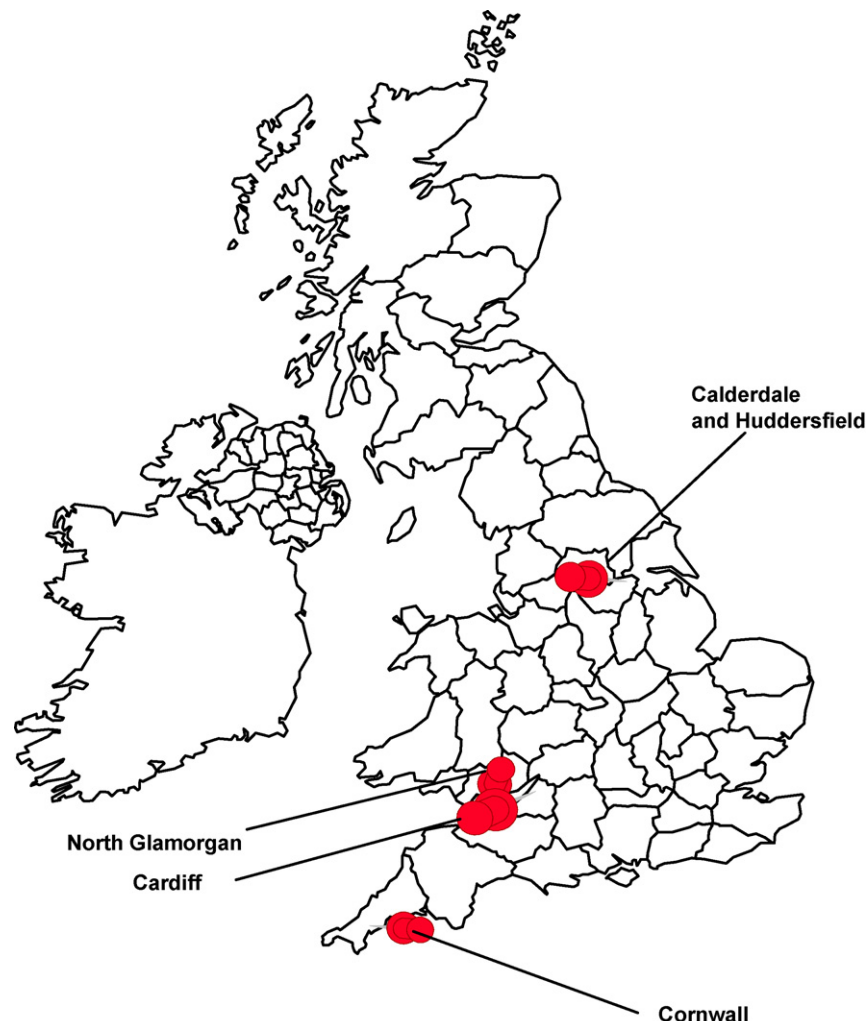 Calderdale
and Huddersfield
North Glamorgan
Cardiff
Cornwall